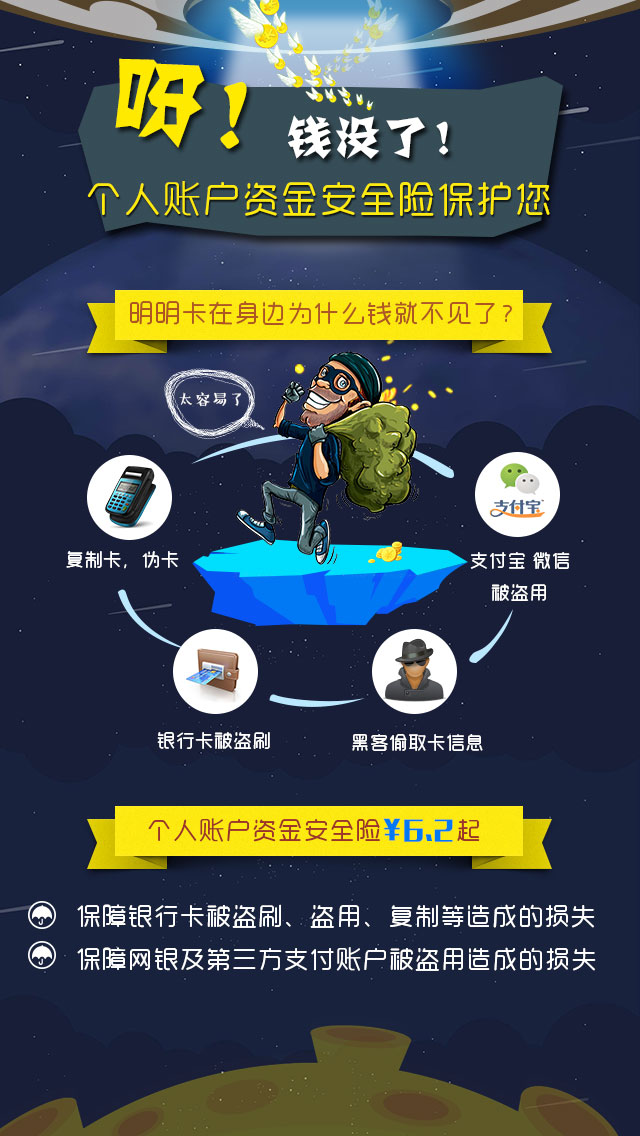 呀！
钱没了！
个人账户资金安全险保护您
明明卡在身边为什么钱就不见了？
太容易了
支付宝
复制卡，伪卡
支付宝 微信
被盗用
银行卡被盗刷
黑客偷取卡信息
个人账户资金安全险¥6.2起
保障银行卡被盗刷、盗用、复制等造成的损失
保障网银及第三方支付账户被盗用造成的损失